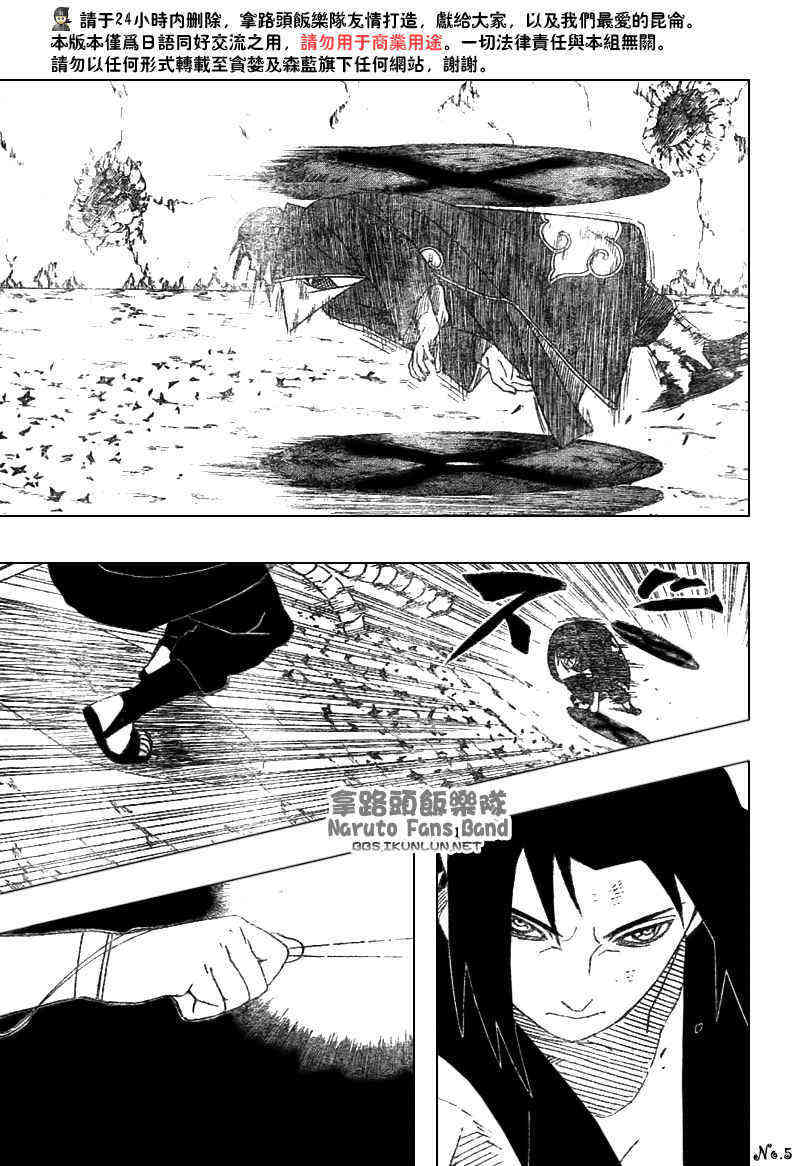 請于24小時內删除，拿路頭飯樂隊友情打造，獻給大家，以及我們最愛的昆侖。
本版本僅爲日語同好交流之用，請勿用于商業用途。一切法律責任與本組無關。
請勿以任何形式轉載至貪婪及森藍旗下任何網站，謝謝。
ズ
拿路頭飯樂隊
Naruto Fans Band
1
BBS.IKUNLUN.NET
No.5